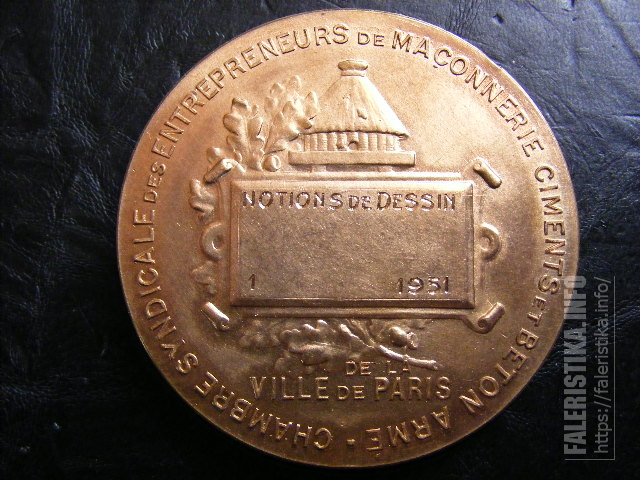 CHAMBRE SYNDICALE DES ENTREPRENEURS DE MAÇONNERIE CIMENTS ET BETON ARMÉ -
NOTIONS DE DESSIN
1 1951
DE LA
VILLE DE PARIS
FALERISTIKA.INFO
https://faleristika.info/